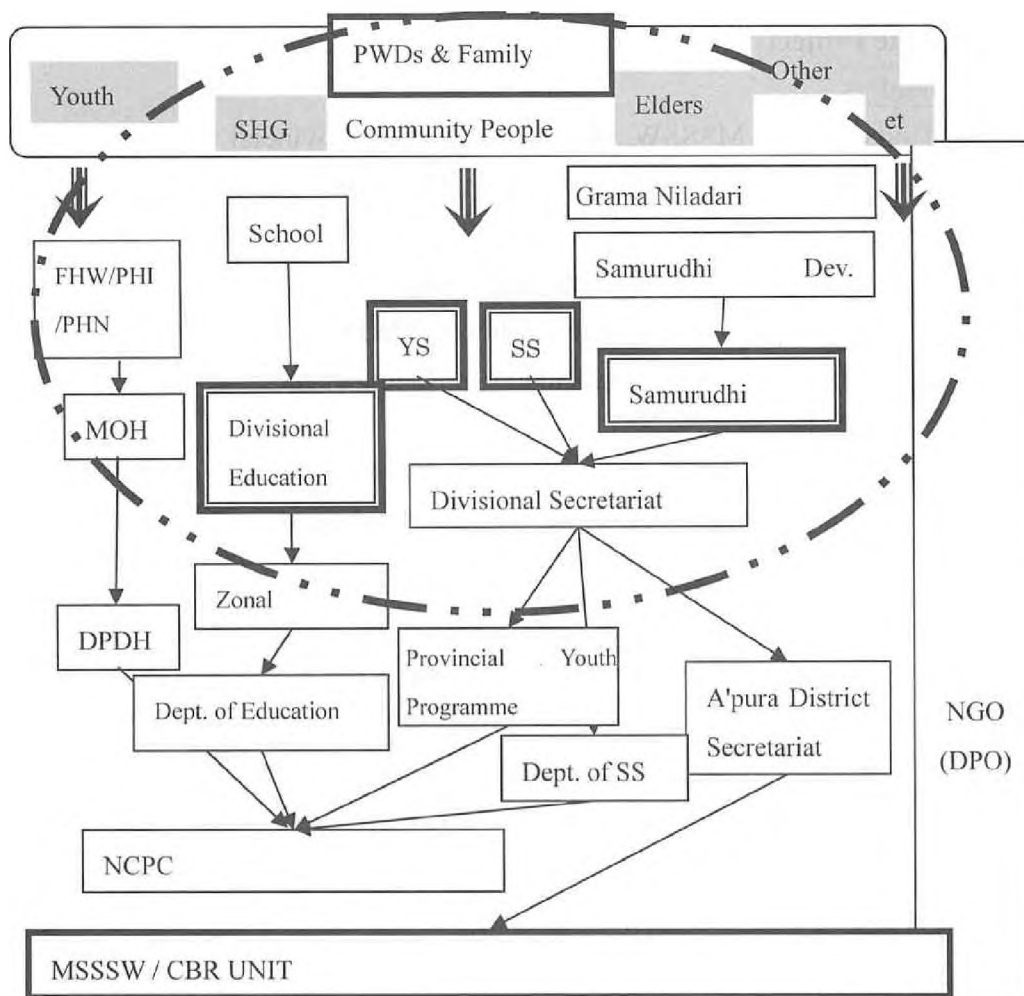 PWDs & Family
Other
Youth
Elders
SHG
Community People
et
Grama Niladari
School
Samurudhi Dev.
FHW/PHI
/PHN
YS
SS
Samurudhi
MOH
Divisional
Education
Divisional Secretariat
Zonal
DPDH
Provincial Youth
Programme
Dept. of Education
A'pura District
Secretariat
NGO
(DPO)
Dept. of SS
NCPC
MSSSW / CBR UNIT